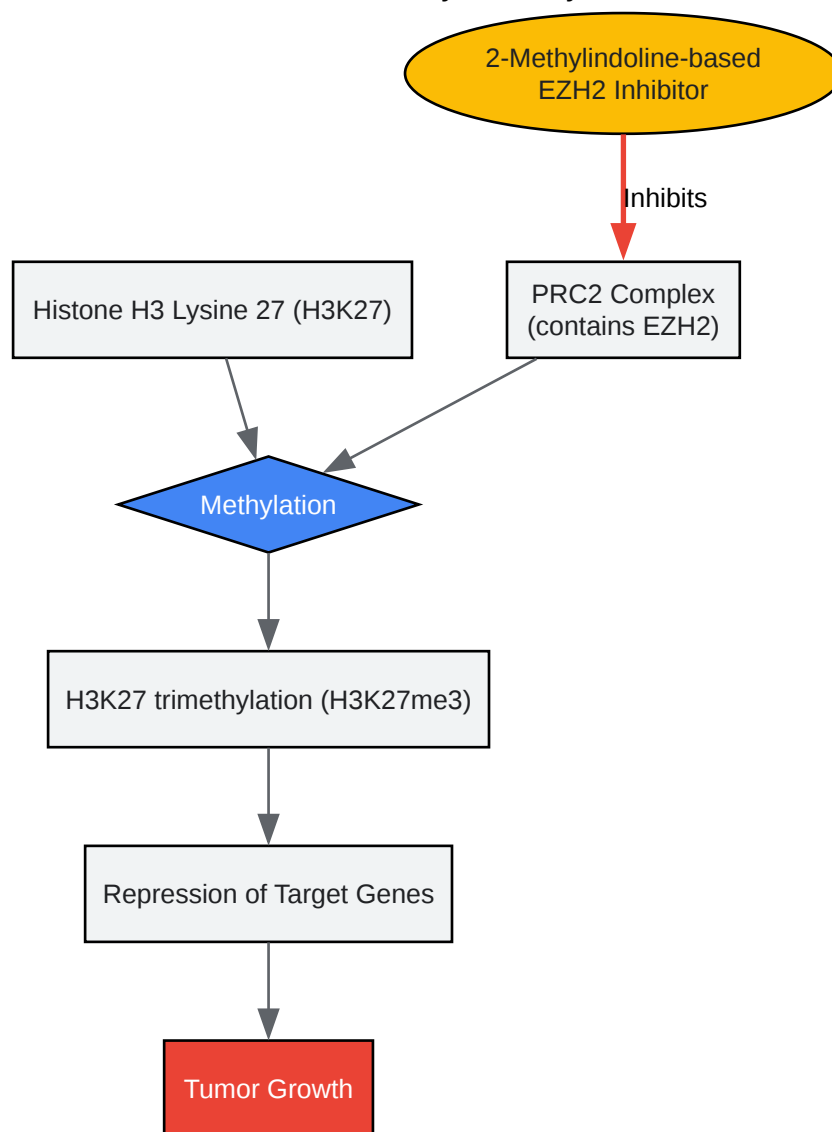 2-Methylindoline-based
EZH2 Inhibitor
Inhibits
Histone H3 Lysine 27 (H3K27)
PRC2 Complex
(contains EZH2)
Methylation
H3K27 trimethylation (H3K27me3)
Repression of Target Genes
Tumor Growth